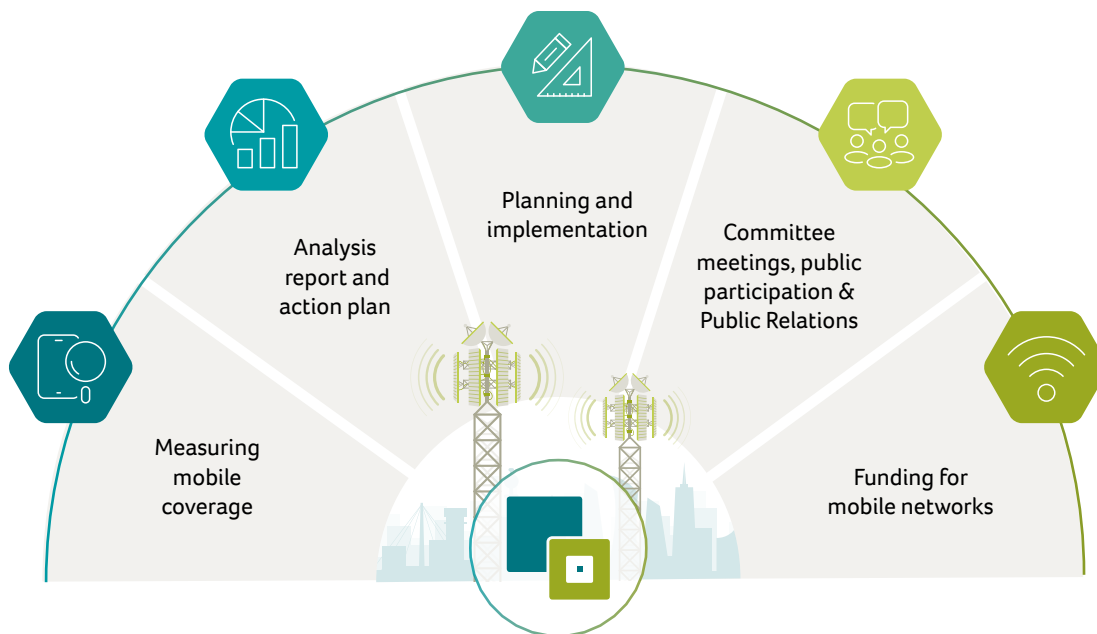 Measuring
mobile
coverage
Analysis
report and
action plan
Planning and
implementation
Committee
meetings, public
participation &
Public Relations
Funding for
mobile networks